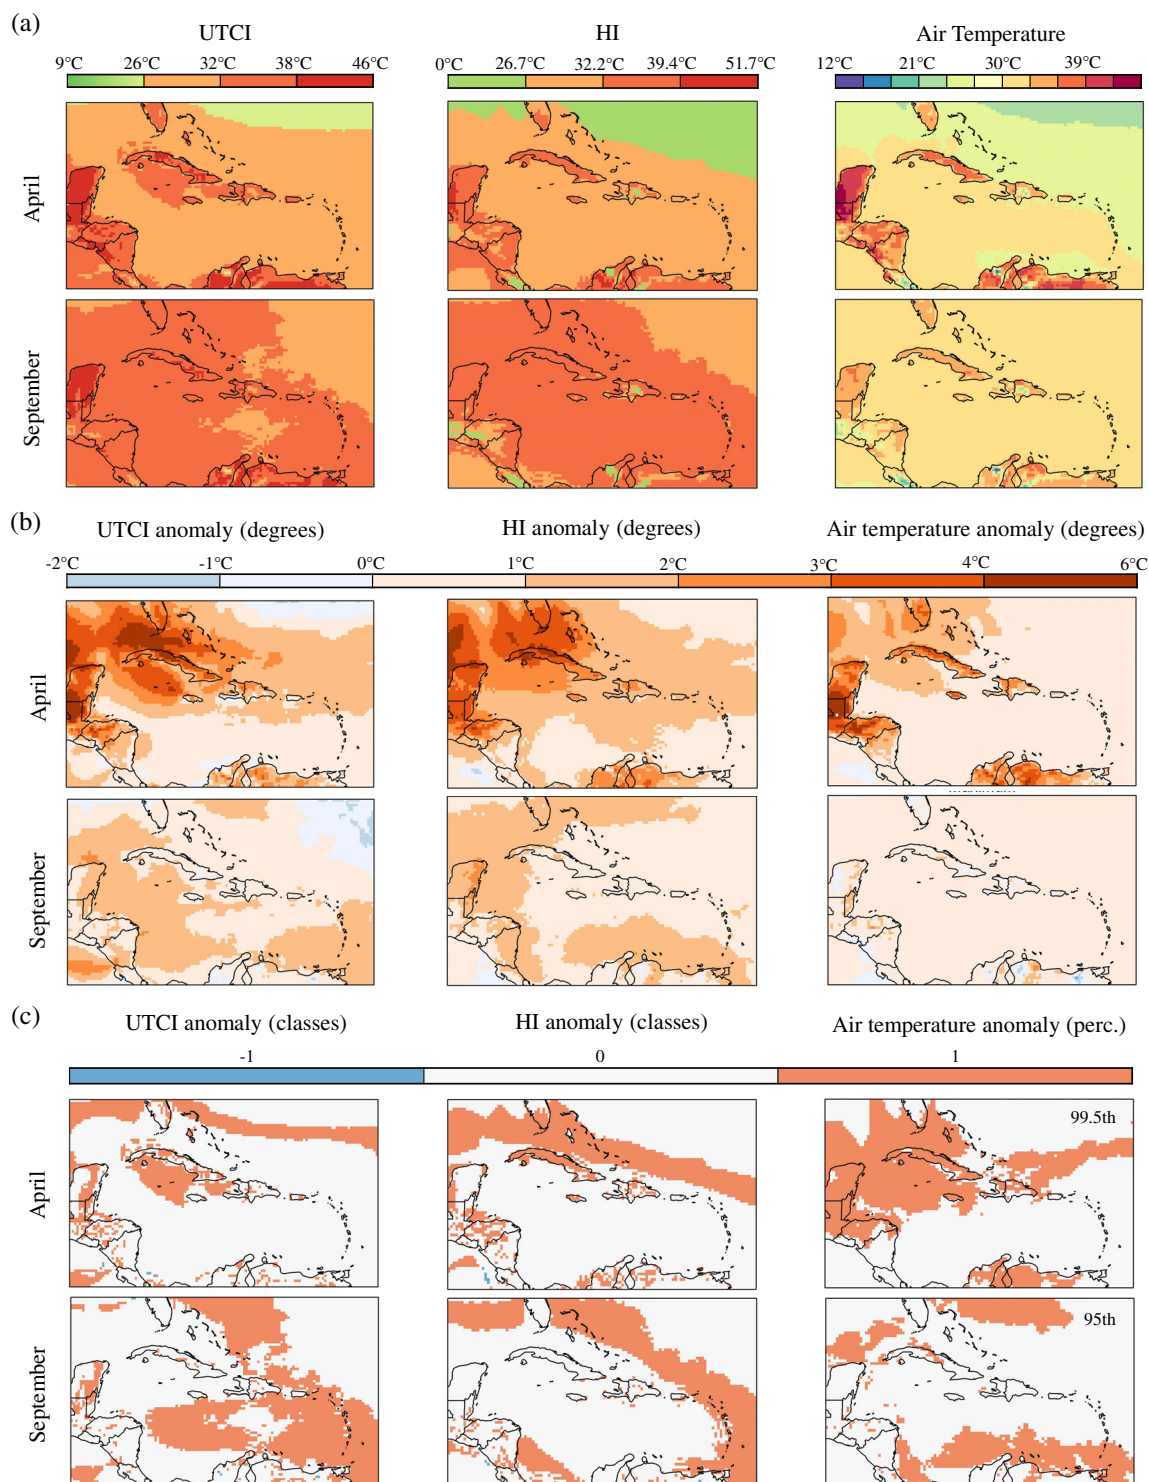 (a)
UTCI HI Air Temperature
9°C 26°C 32°C 38°C 46°C 0°C 26.7°C 32.2°C 39.4°C 51.7°C 12°C 21°C 30°C 39°C
April
September
(b)
UTCI anomaly (degrees) HI anomaly (degrees) Air temperature anomaly (degrees)
-2°C -1°C 0°C 1°C 2°C 3°C 4°C 6°C
April
September
(c)
UTCI anomaly (classes) HI anomaly (classes) Air temperature anomaly (perc.)
-1 0 1
April 99.5th
September 95th